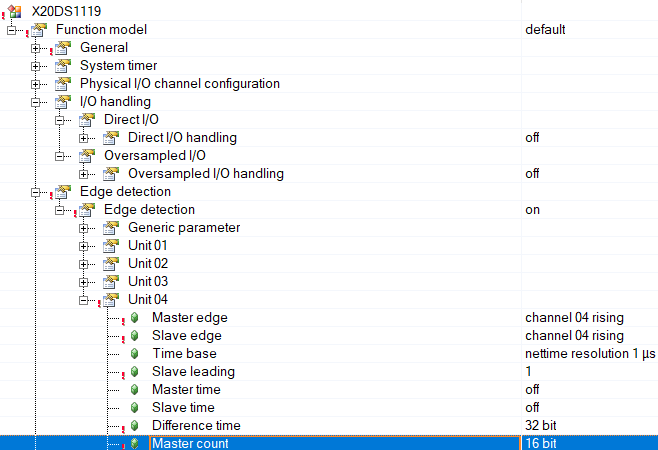 X20DS1119
Function model default
General
System timer
Physical I/O channel configuration
I/O handling
Direct I/O
Direct I/O handling off
Oversampled I/O
Oversampled I/O handling off
Edge detection
Edge detection on
Generic parameter
Unit 01
Unit 02
Unit 03
Unit 04
Master edge channel 04 rising
Slave edge channel 04 rising
Time base nettime resolution 1 µs
Slave leading 1
Master time off
Slave time off
Difference time 32 bit
Master count 16 bit